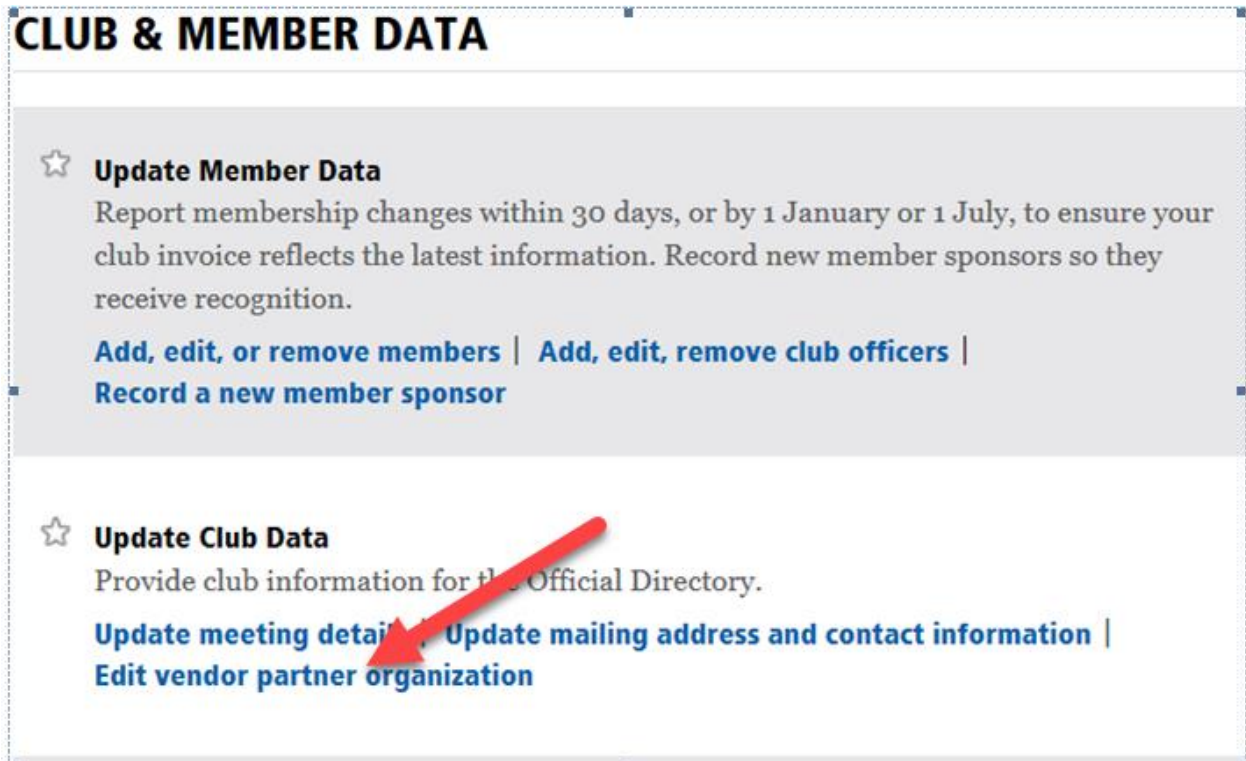 CLUB & MEMBER DATA
Update Member Data
Report membership changes within 30 days, or by 1 January or 1 July, to ensure your
club invoice reflects the latest information. Record new member sponsors so they
receive recognition.
Add, edit, or remove members | Add, edit, remove club officers |
Record a new member sponsor
Update Club Data
Provide club information for the Official Directory.
Update meeting details | Update mailing address and contact information |
Edit vendor partner organization